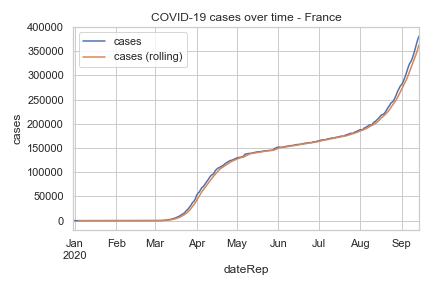 COVID-19 cases over time - France
cases
cases (rolling)
400000
350000
300000
250000
200000
150000
100000
50000
0
cases
Jan Feb Mar Apr May Jun Jul Aug Sep
2020
dateRep